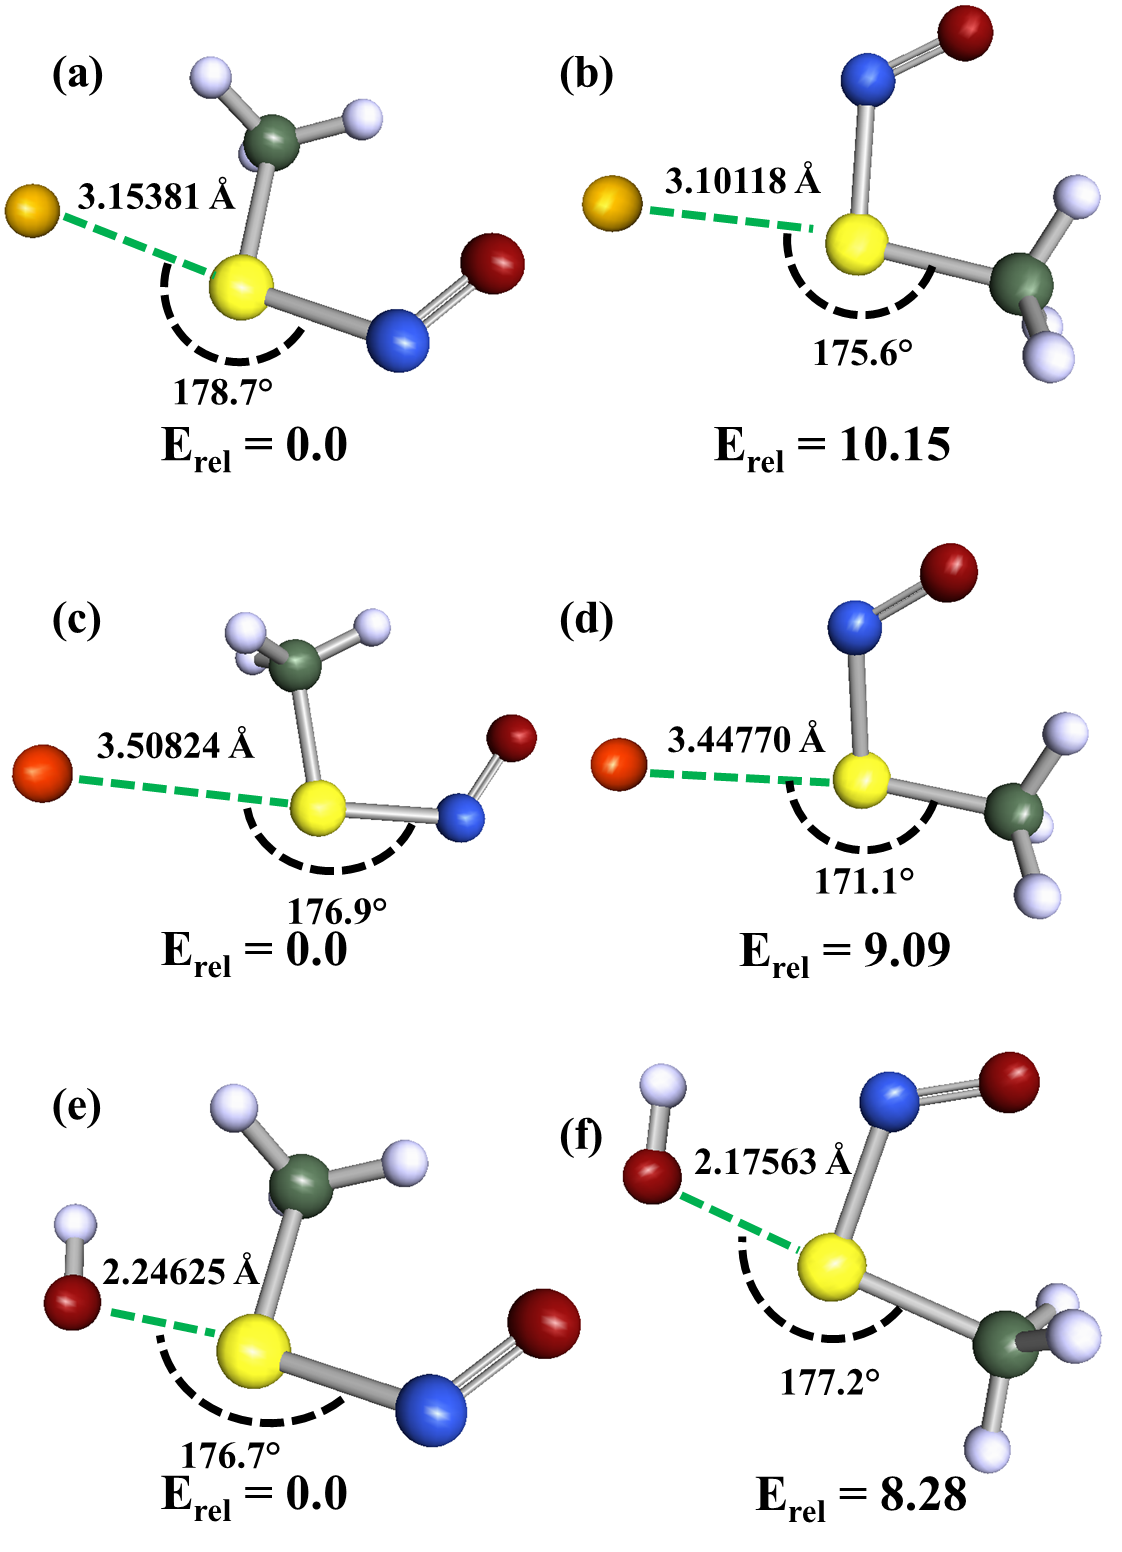 (a)
3.15381 Å
178.7°
E_rel = 0.0
(b)
3.10118 Å
175.6°
E_rel = 10.15
(c)
3.50824 Å
176.9°
E_rel = 0.0
(d)
3.44770 Å
171.1°
E_rel = 9.09
(e)
2.24625 Å
176.7°
E_rel = 0.0
(f)
2.17563 Å
177.2°
E_rel = 8.28